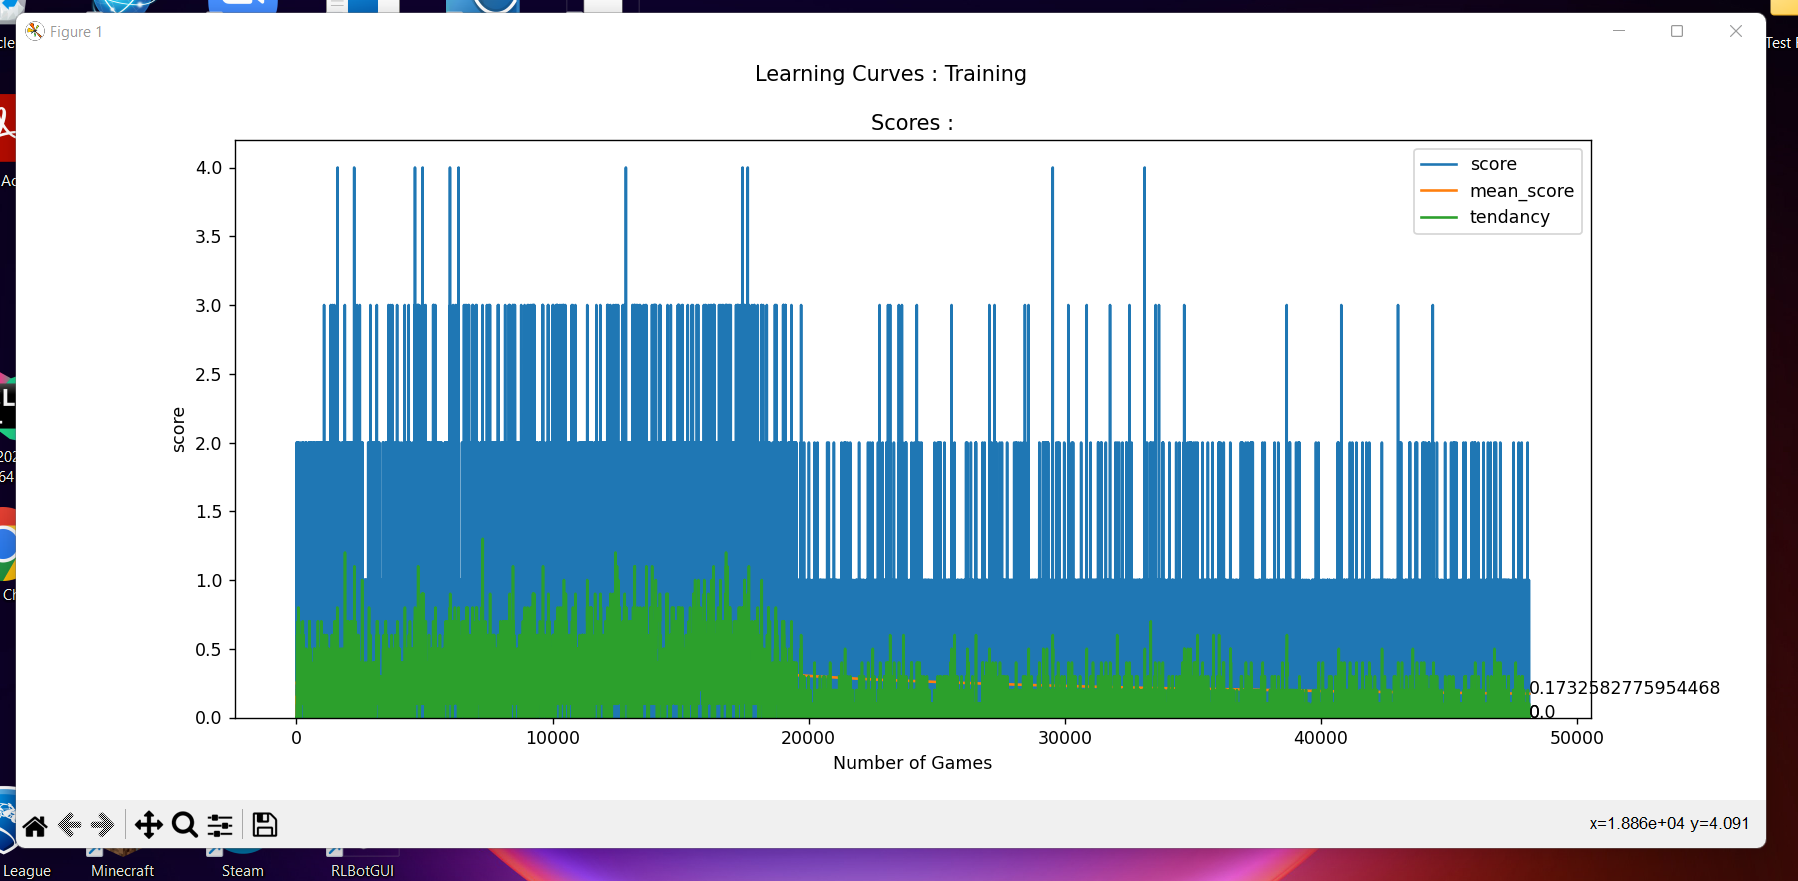 Figure 1
Test
Learning Curves : Training
Scores :
4.0
3.5
3.0
2.5
2.0
1.5
1.0
0.5
0.0
score
score
mean_score
tendancy
0.1732582775954468
0.0
0 10000 20000 30000 40000 50000
Number of Games
x=1.886e+04 y=4.091
League
Minecraft
Steam
RLBotGUI